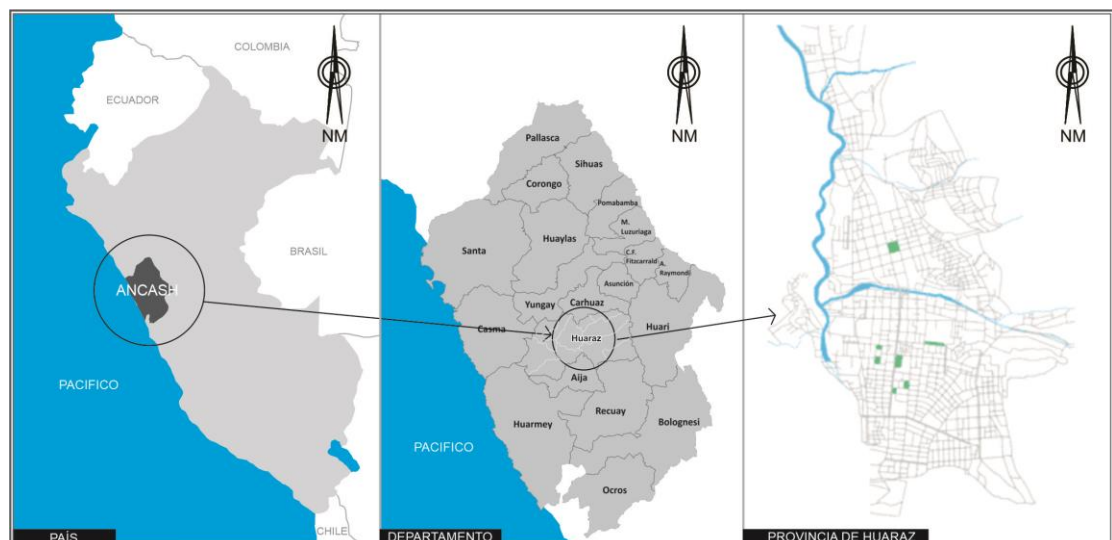 COLOMBIA
ECUADOR
NM
BRASIL
ANCASH
PACIFICO
CHILE
PAÍS
NM
Pallasca
Sihuas
Corongo
Pomabamba
M.
Luzuriaga
Santa
Huaylas
C.F.
Fitzcarrald
A.
Raymondi
Asunción
Yungay
Carhuaz
Casma
Huari
Huaraz
Aija
Recuay
Huarmey
Bolognesi
PACIFICO
Ocros
DEPARTAMENTO
NM
PROVINCIA DE HUARAZ